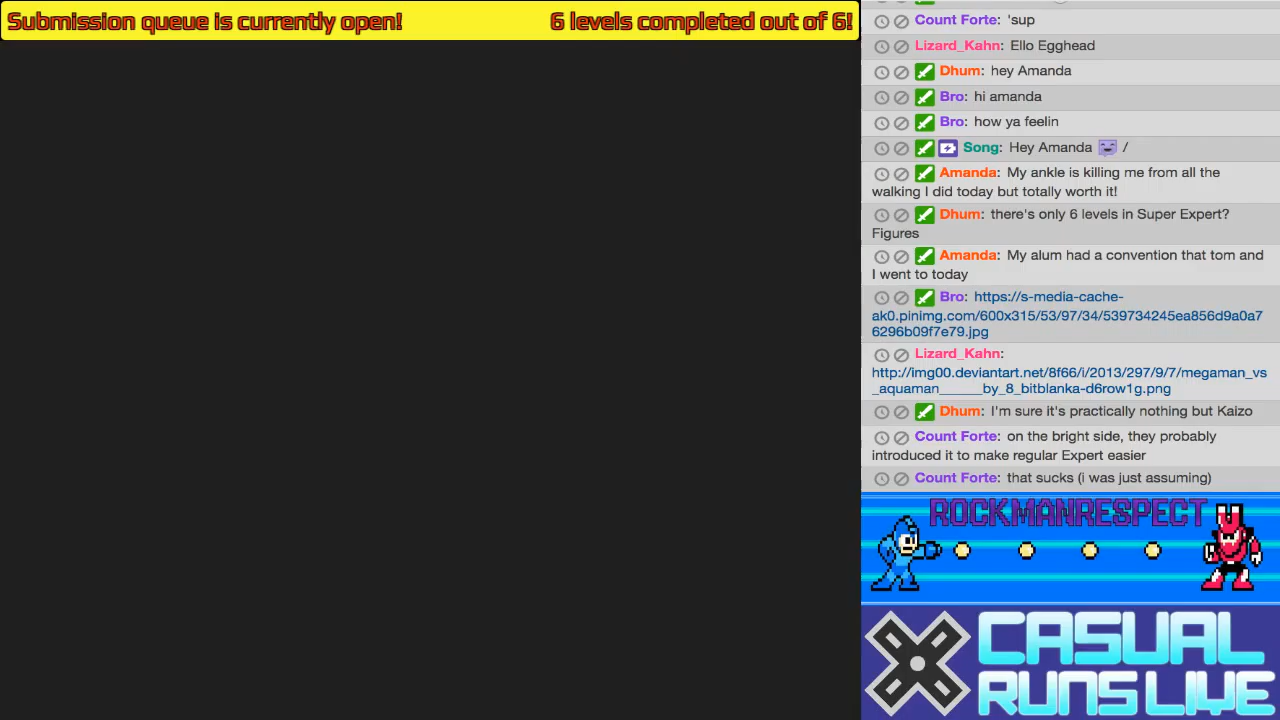 Submission queue is currently open!
6 levels completed out of 6!
Count Forte: 'sup
Lizard_Kahn: Ello Egghead
Dhum: hey Amanda
Bro: hi amanda
Bro: how ya feelin
Song: Hey Amanda /
Amanda: My ankle is killing me from all the
walking I did today but totally worth it!
Dhum: there's only 6 levels in Super Expert?
Figures
Amanda: My alum had a convention that tom and
I went to today
Bro: https://s-media-cache-
ak0.pinimg.com/600x315/53/97/34/539734245ea856d9a0a7
6296b09f7e79.jpg
Lizard_Kahn:
http://img00.deviantart.net/8f66/i/2013/297/9/7/megaman_vs
_aquaman______by_8_bitblanka-d6row1g.png
Dhum: I'm sure it's practically nothing but Kaizo
Count Forte: on the bright side, they probably
introduced it to make regular Expert easier
Count Forte: that sucks (i was just assuming)
ROCKMANRESPECT
CASUAL
RUNS LIVE